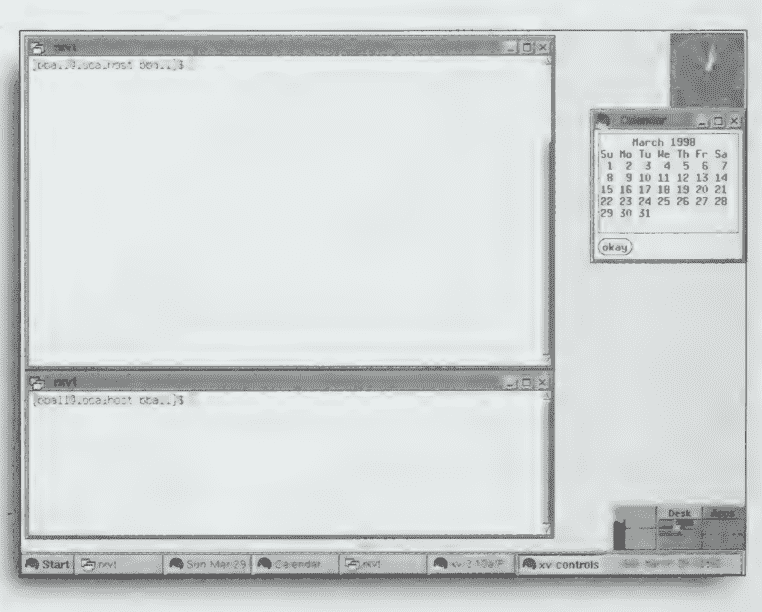 rxvt
Calendar
March 1998
Su Mo Tu We Th Fr Sa
1 2 3 4 5 6 7
8 9 10 11 12 13 14
15 16 17 18 19 20 21
22 23 24 25 26 27 28
29 30 31
okay
rxvt
Desk Apps
Start rxvt Sun Mar 29 Calendar rxvt xv controls